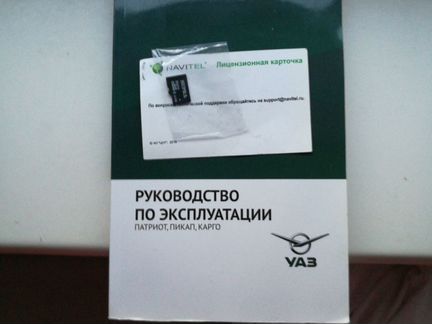 NAVITEL® Лицензионная карточка
По вопросам технической поддержки обращайтесь на support@navitel.ru
РУКОВОДСТВО
ПО ЭКСПЛУАТАЦИИ
ПАТРИОТ, ПИКАП, КАРГО
УАЗ